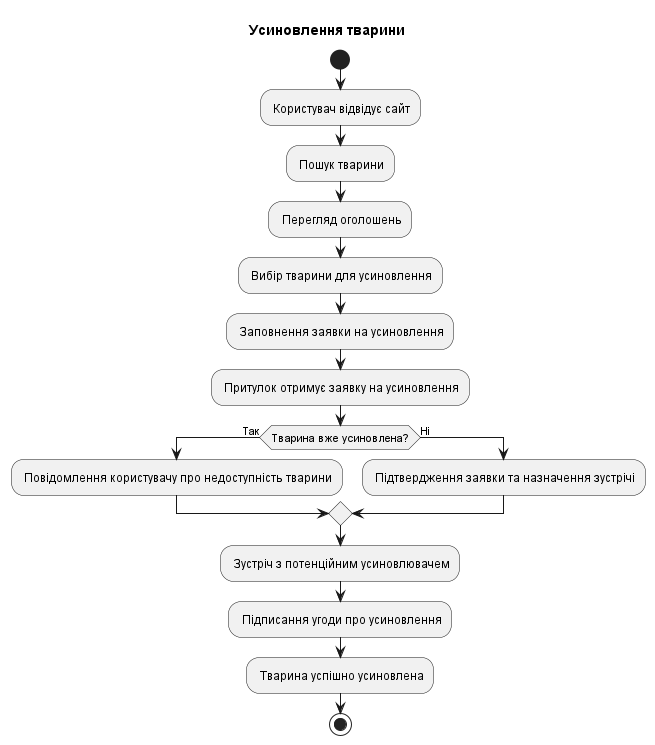 Усиновлення тварини
Користувач відвідує сайт
Пошук тварини
Перегляд оголошень
Вибір тварини для усиновлення
Заповнення заявки на усиновлення
Притулок отримує заявку на усиновлення
Так
Тварина вже усиновлена?
Ні
Повідомлення користувачу про недоступність тварини
Підтвердження заявки та назначення зустрічі
Зустріч з потенційним усиновлювачем
Підписання угоди про усиновлення
Тварина успішно усиновлена